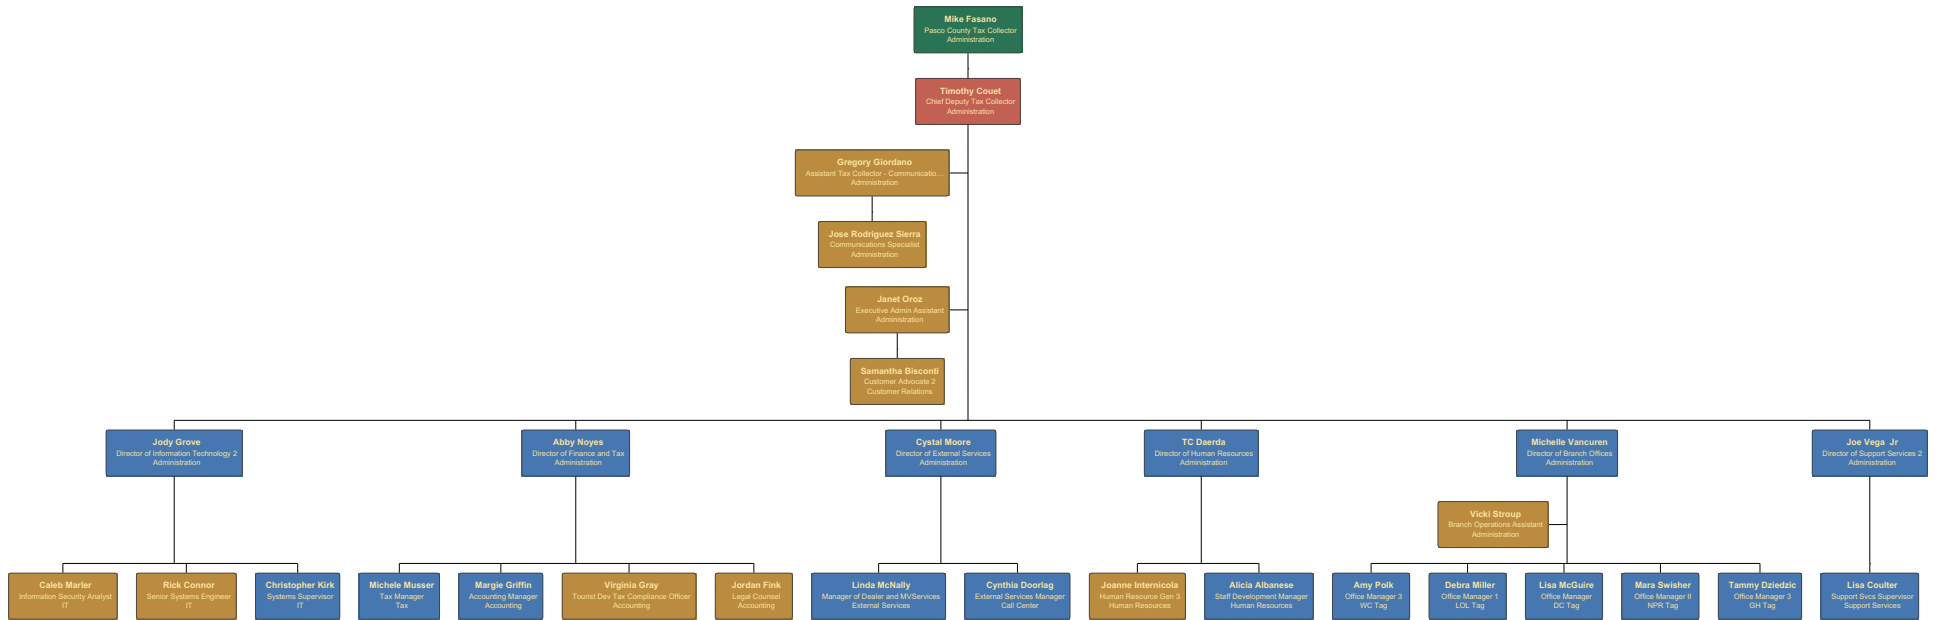 Mike Fasano
Pasco County Tax Collector
Administration
Timothy Couet
Chief Deputy Tax Collector
Administration
Gregory Giordano
Assistant Tax Collector - Communicatio...
Administration
Jose Rodriguez Sierra
Communications Specialist
Administration
Janet Oroz
Executive Admin Assistant
Administration
Samantha Bisconti
Customer Advocate 2
Customer Relations
Jody Grove
Director of Information Technology 2
Administration
Abby Noyes
Director of Finance and Tax
Administration
Cystal Moore
Director of External Services
Administration
TC Daerda
Director of Human Resources
Administration
Michelle Vancuren
Director of Branch Offices
Administration
Joe Vega Jr
Director of Support Services 2
Administration
Vicki Stroup
Branch Operations Assistant
Administration
Caleb Marler
Information Security Analyst
IT
Rick Connor
Senior Systems Engineer
IT
Christopher Kirk
Systems Supervisor
IT
Michele Musser
Tax Manager
Tax
Margie Griffin
Accounting Manager
Accounting
Virginia Gray
Tourist Dev Tax Compliance Officer
Accounting
Jordan Fink
Legal Counsel
Accounting
Linda McNally
Manager of Dealer and MVServices
External Services
Cynthia Doorlag
External Services Manager
Call Center
Joanne Internicola
Human Resource Gen 3
Human Resources
Alicia Albanese
Staff Development Manager
Human Resources
Amy Polk
Office Manager 3
WC Tag
Debra Miller
Office Manager 1
LOL Tag
Lisa McGuire
Office Manager
DC Tag
Mara Swisher
Office Manager II
NPR Tag
Tammy Dziedzic
Office Manager 3
GH Tag
Lisa Coulter
Support Svcs Supervisor
Support Services